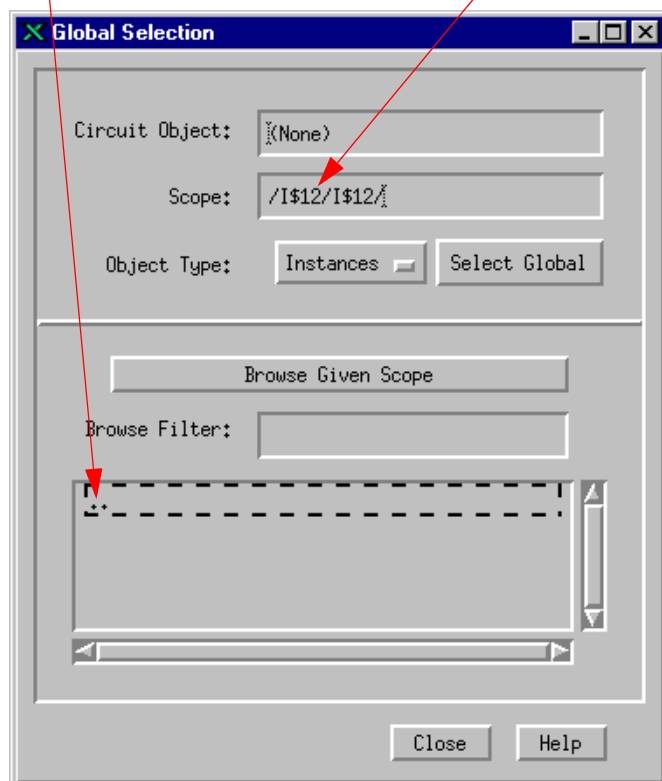 Global Selection
Circuit Object: (None)
Scope: /I$12/I$12/
Object Type: Instances Select Global
Browse Given Scope
Browse Filter:
..
Close Help